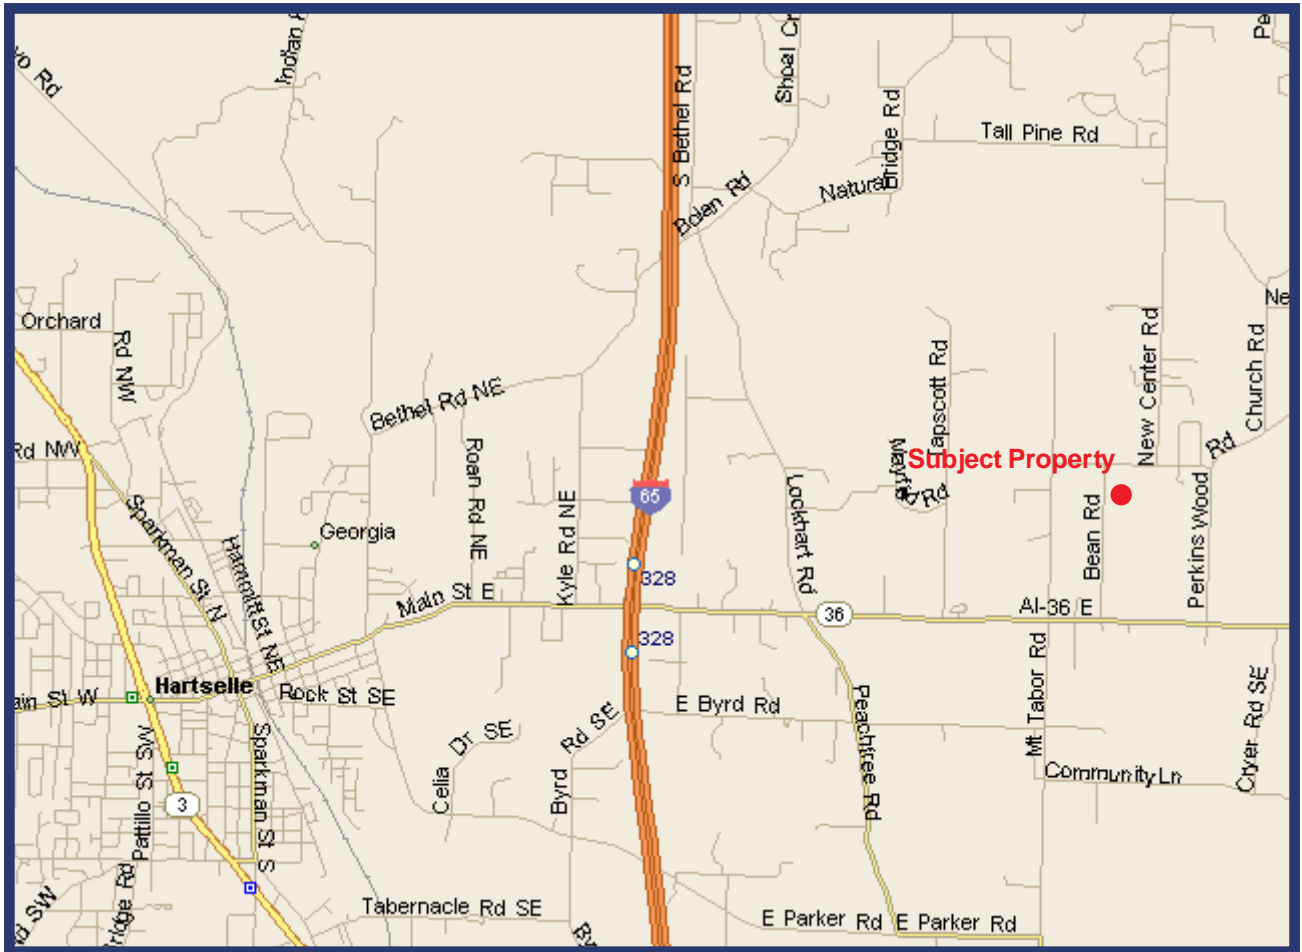 vo Rd
Indian
S Bethel Rd
Shoal Cr
Pe
Bridge Rd
Tall Pine Rd
Natural
Bolan Rd
Orchard
Rd NW
Ne
New Center Rd
Church Rd
Tapscott Rd
Bethel Rd NE
Roan Rd NE
Rd NW
Subject Property
Rd
Rd
65
Lockhart Rd
Bean Rd
Perkins Wood
Sparkman St N
Hammitt St NE
Georgia
Kyle Rd NE
328
Main St E
36
Al-36 E
328
Hartselle
ain St W
Rock St SE
E Byrd Rd
Mt Tabor Rd
Cryer Rd SE
Peachtree Rd
Rd SE
Byrd
Celia
Dr SE
Sparkman St S
Pattillo St SW
3
Community Ln
Tabernacle Rd SE
E Parker Rd
E Parker Rd
By
Bridge Rd
d SW